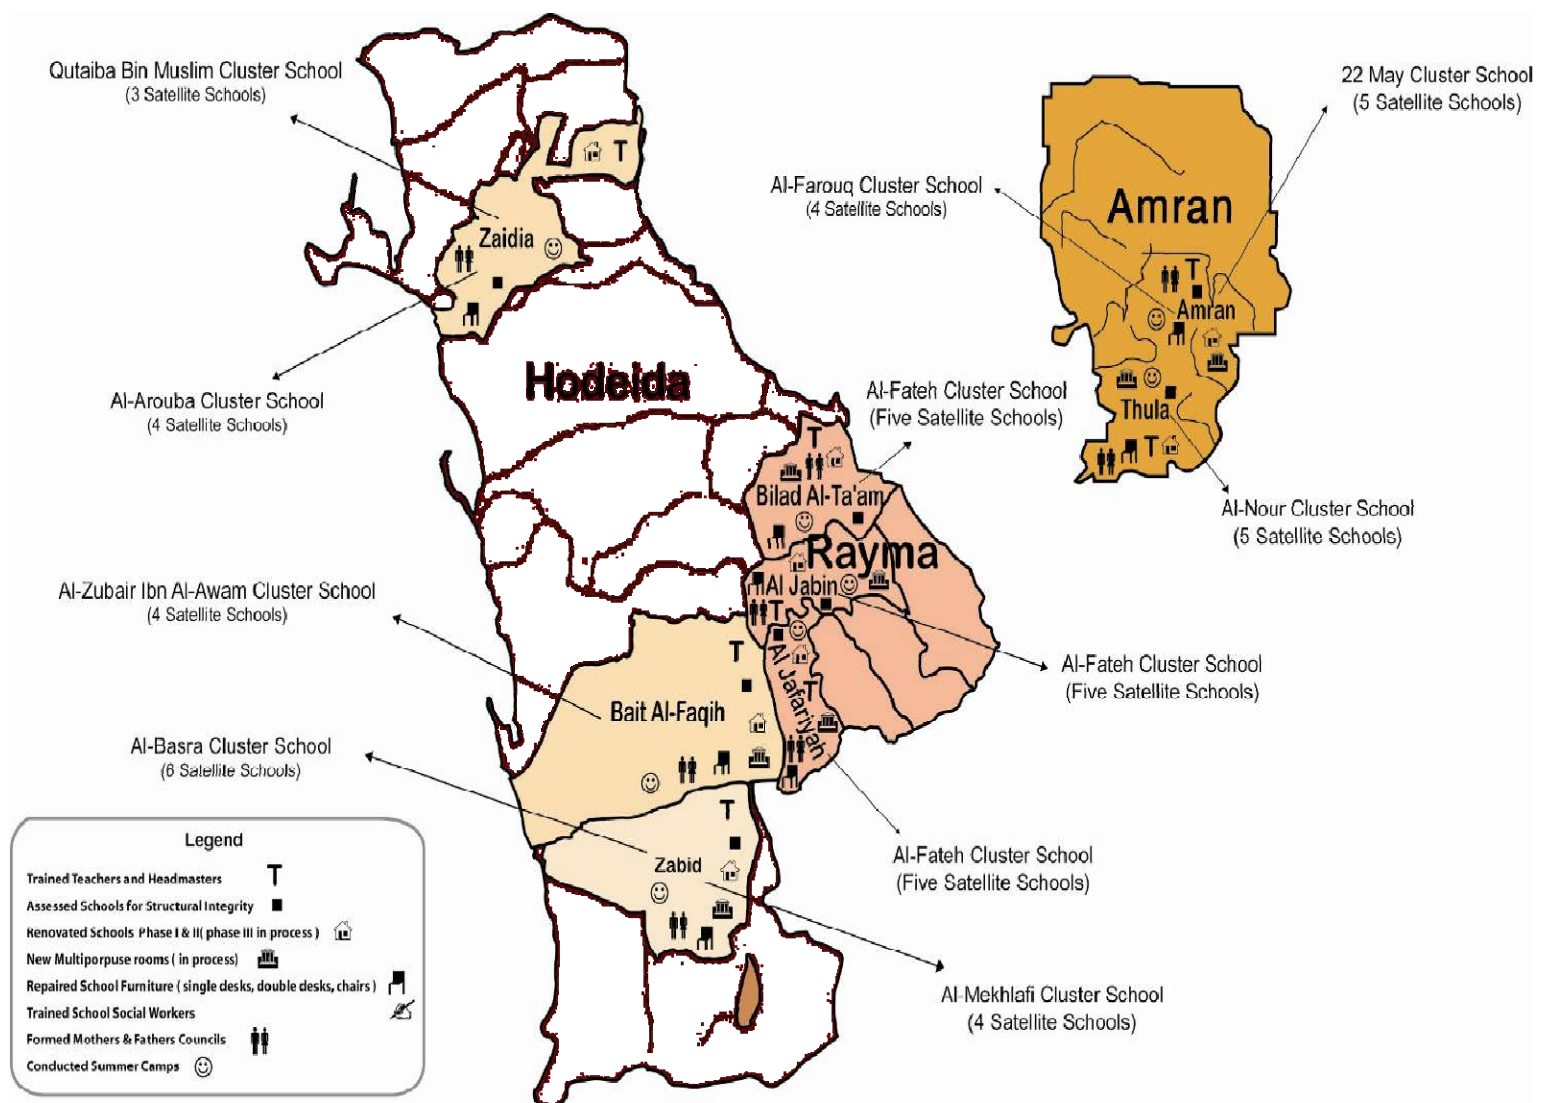 Qutaiba Bin Muslim Cluster School
(3 Satellite Schools)
22 May Cluster School
(5 Satellite Schools)
Al-Farouq Cluster School
(4 Satellite Schools)
Amran
T
Zaidia
T
Amran
Al-Arouba Cluster School
(4 Satellite Schools)
Hodeida
Al-Fateh Cluster School
(Five Satellite Schools)
Thula
T
T
Bilad Al-Ta'am
Al-Nour Cluster School
(5 Satellite Schools)
Rayma
Al Jabin
T
Al-Zubair Ibn Al-Awam Cluster School
(4 Satellite Schools)
Al-Fateh Cluster School
(Five Satellite Schools)
T
Al Jafariyah
T
Bait Al-Faqih
Al-Basra Cluster School
(6 Satellite Schools)
T
Zabid
Al-Fateh Cluster School
(Five Satellite Schools)
Al-Mekhlafi Cluster School
(4 Satellite Schools)
Legend
Trained Teachers and Headmasters T
Assessed Schools for Structural Integrity
Renovated Schools Phase I & II( phase III in process )
New Multiporpuse rooms ( in process)
Repaired School Furniture ( single desks, double desks, chairs )
Trained School Social Workers
Formed Mothers & Fathers Councils
Conducted Summer Camps